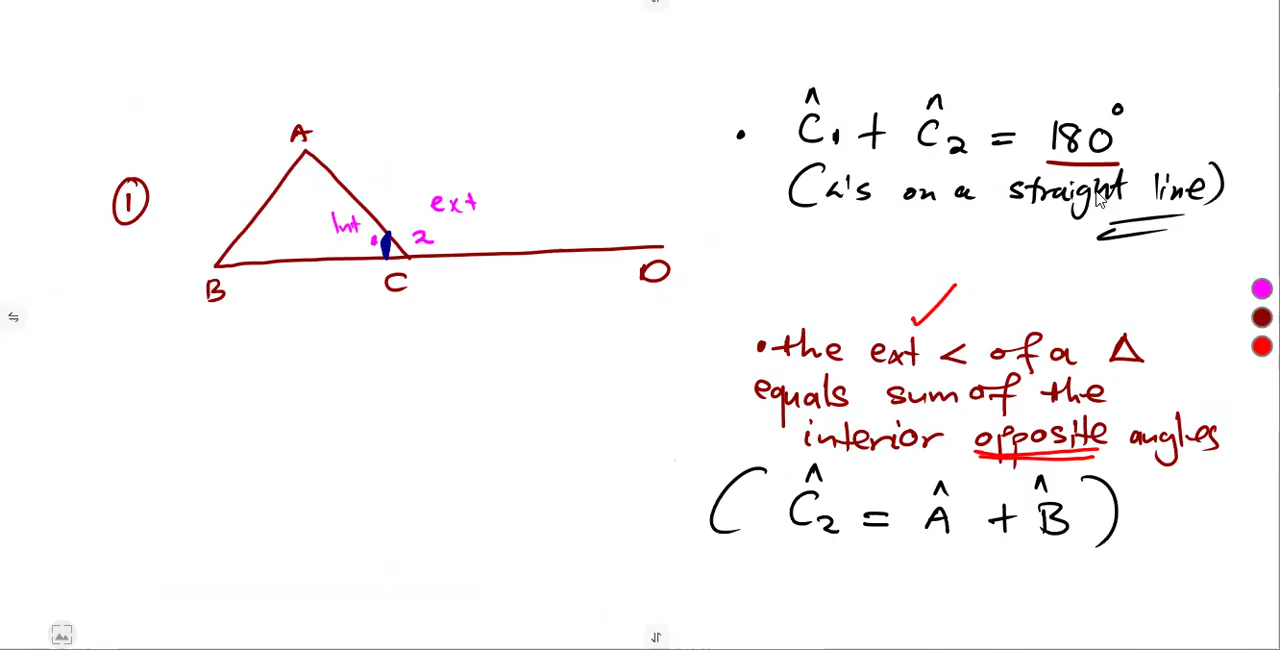 ①
A
Int
ext
1
2
B
C
D
• Ĉ₁ + Ĉ₂ = 180°
(∠'s on a straight line)
• the ext < of a Δ
equals sum of the
interior opposite angles
( Ĉ₂ = Â + B̂ )